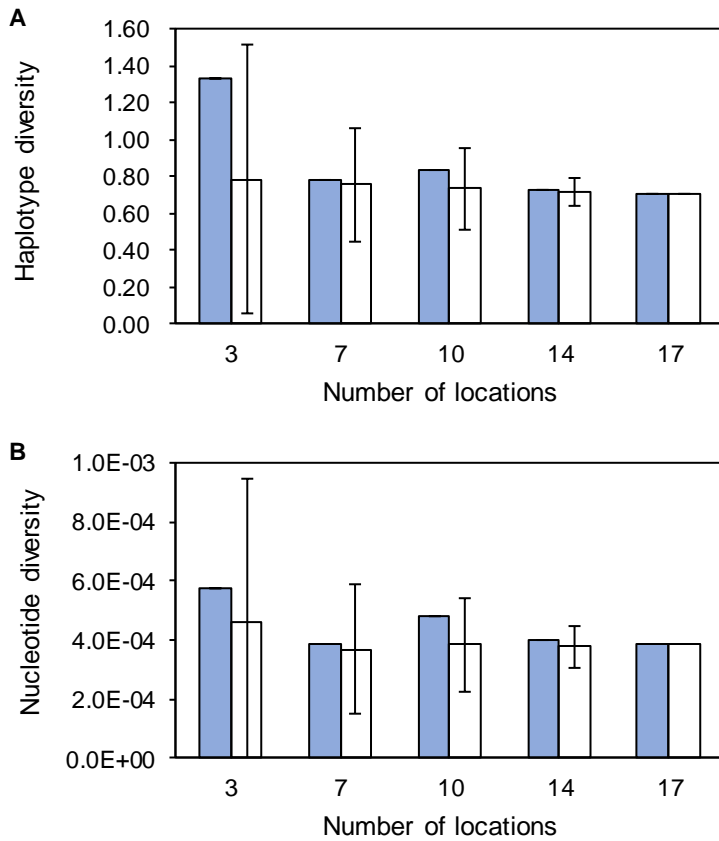 A
Haplotype diversity
1.60
1.40
1.20
1.00
0.80
0.60
0.40
0.20
0.00
3 7 10 14 17
Number of locations
B
Nucleotide diversity
1.0E-03
8.0E-04
6.0E-04
4.0E-04
2.0E-04
0.0E+00
3 7 10 14 17
Number of locations